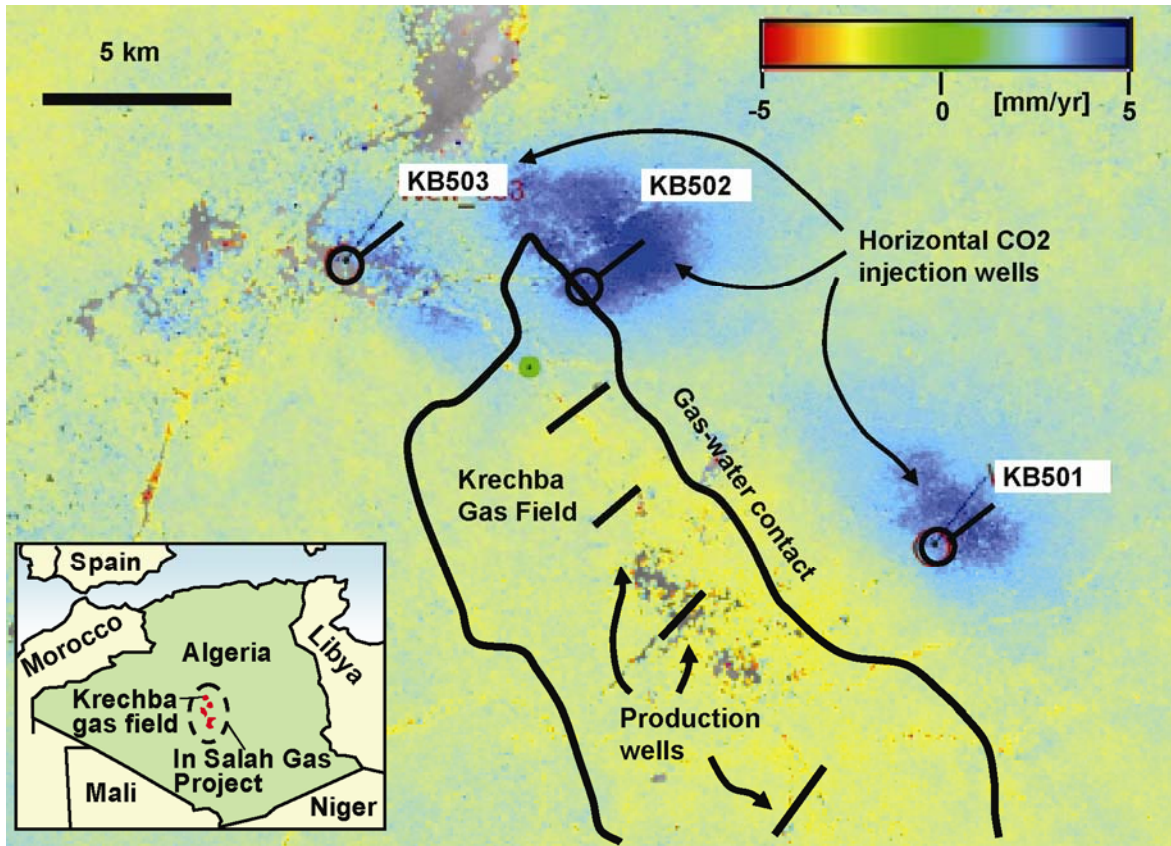 5 km
-5
0
[mm/yr]
5
KB503
KB502
Horizontal CO2
injection wells
KB501
Gas-water contact
Krechba
Gas Field
Production
wells
Spain
Morocco
Algeria
Libya
Krechba
gas field
In Salah Gas
Project
Mali
Niger